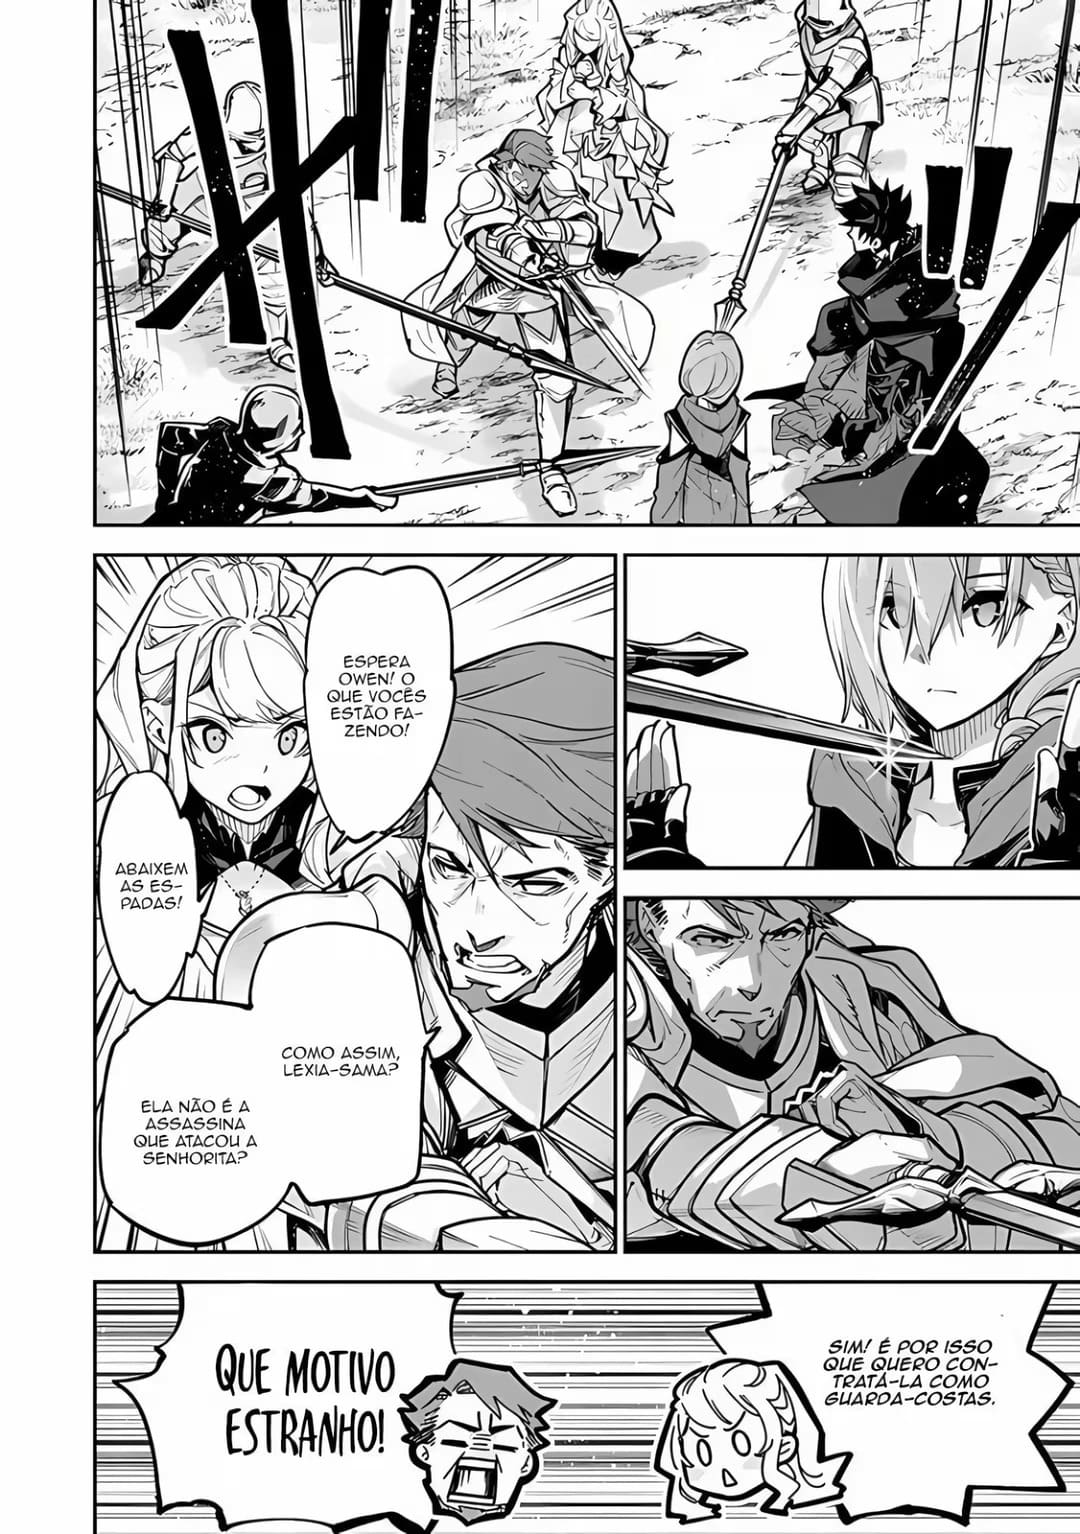 ESPERA
OWEN! O
QUE VOCÊS
ESTÃO FA-
ZENDO!
ABAIXEM
AS ES-
PADAS!
COMO ASSIM,
LEXIA-SAMA?
ELA NÃO É A
ASSASSINA
QUE ATACOU A
SENHORITA?
SIM! É POR ISSO
QUE QUERO CON-
TRATÁ-LA COMO
GUARDA-COSTAS.
QUE MOTIVO
ESTRANHO!